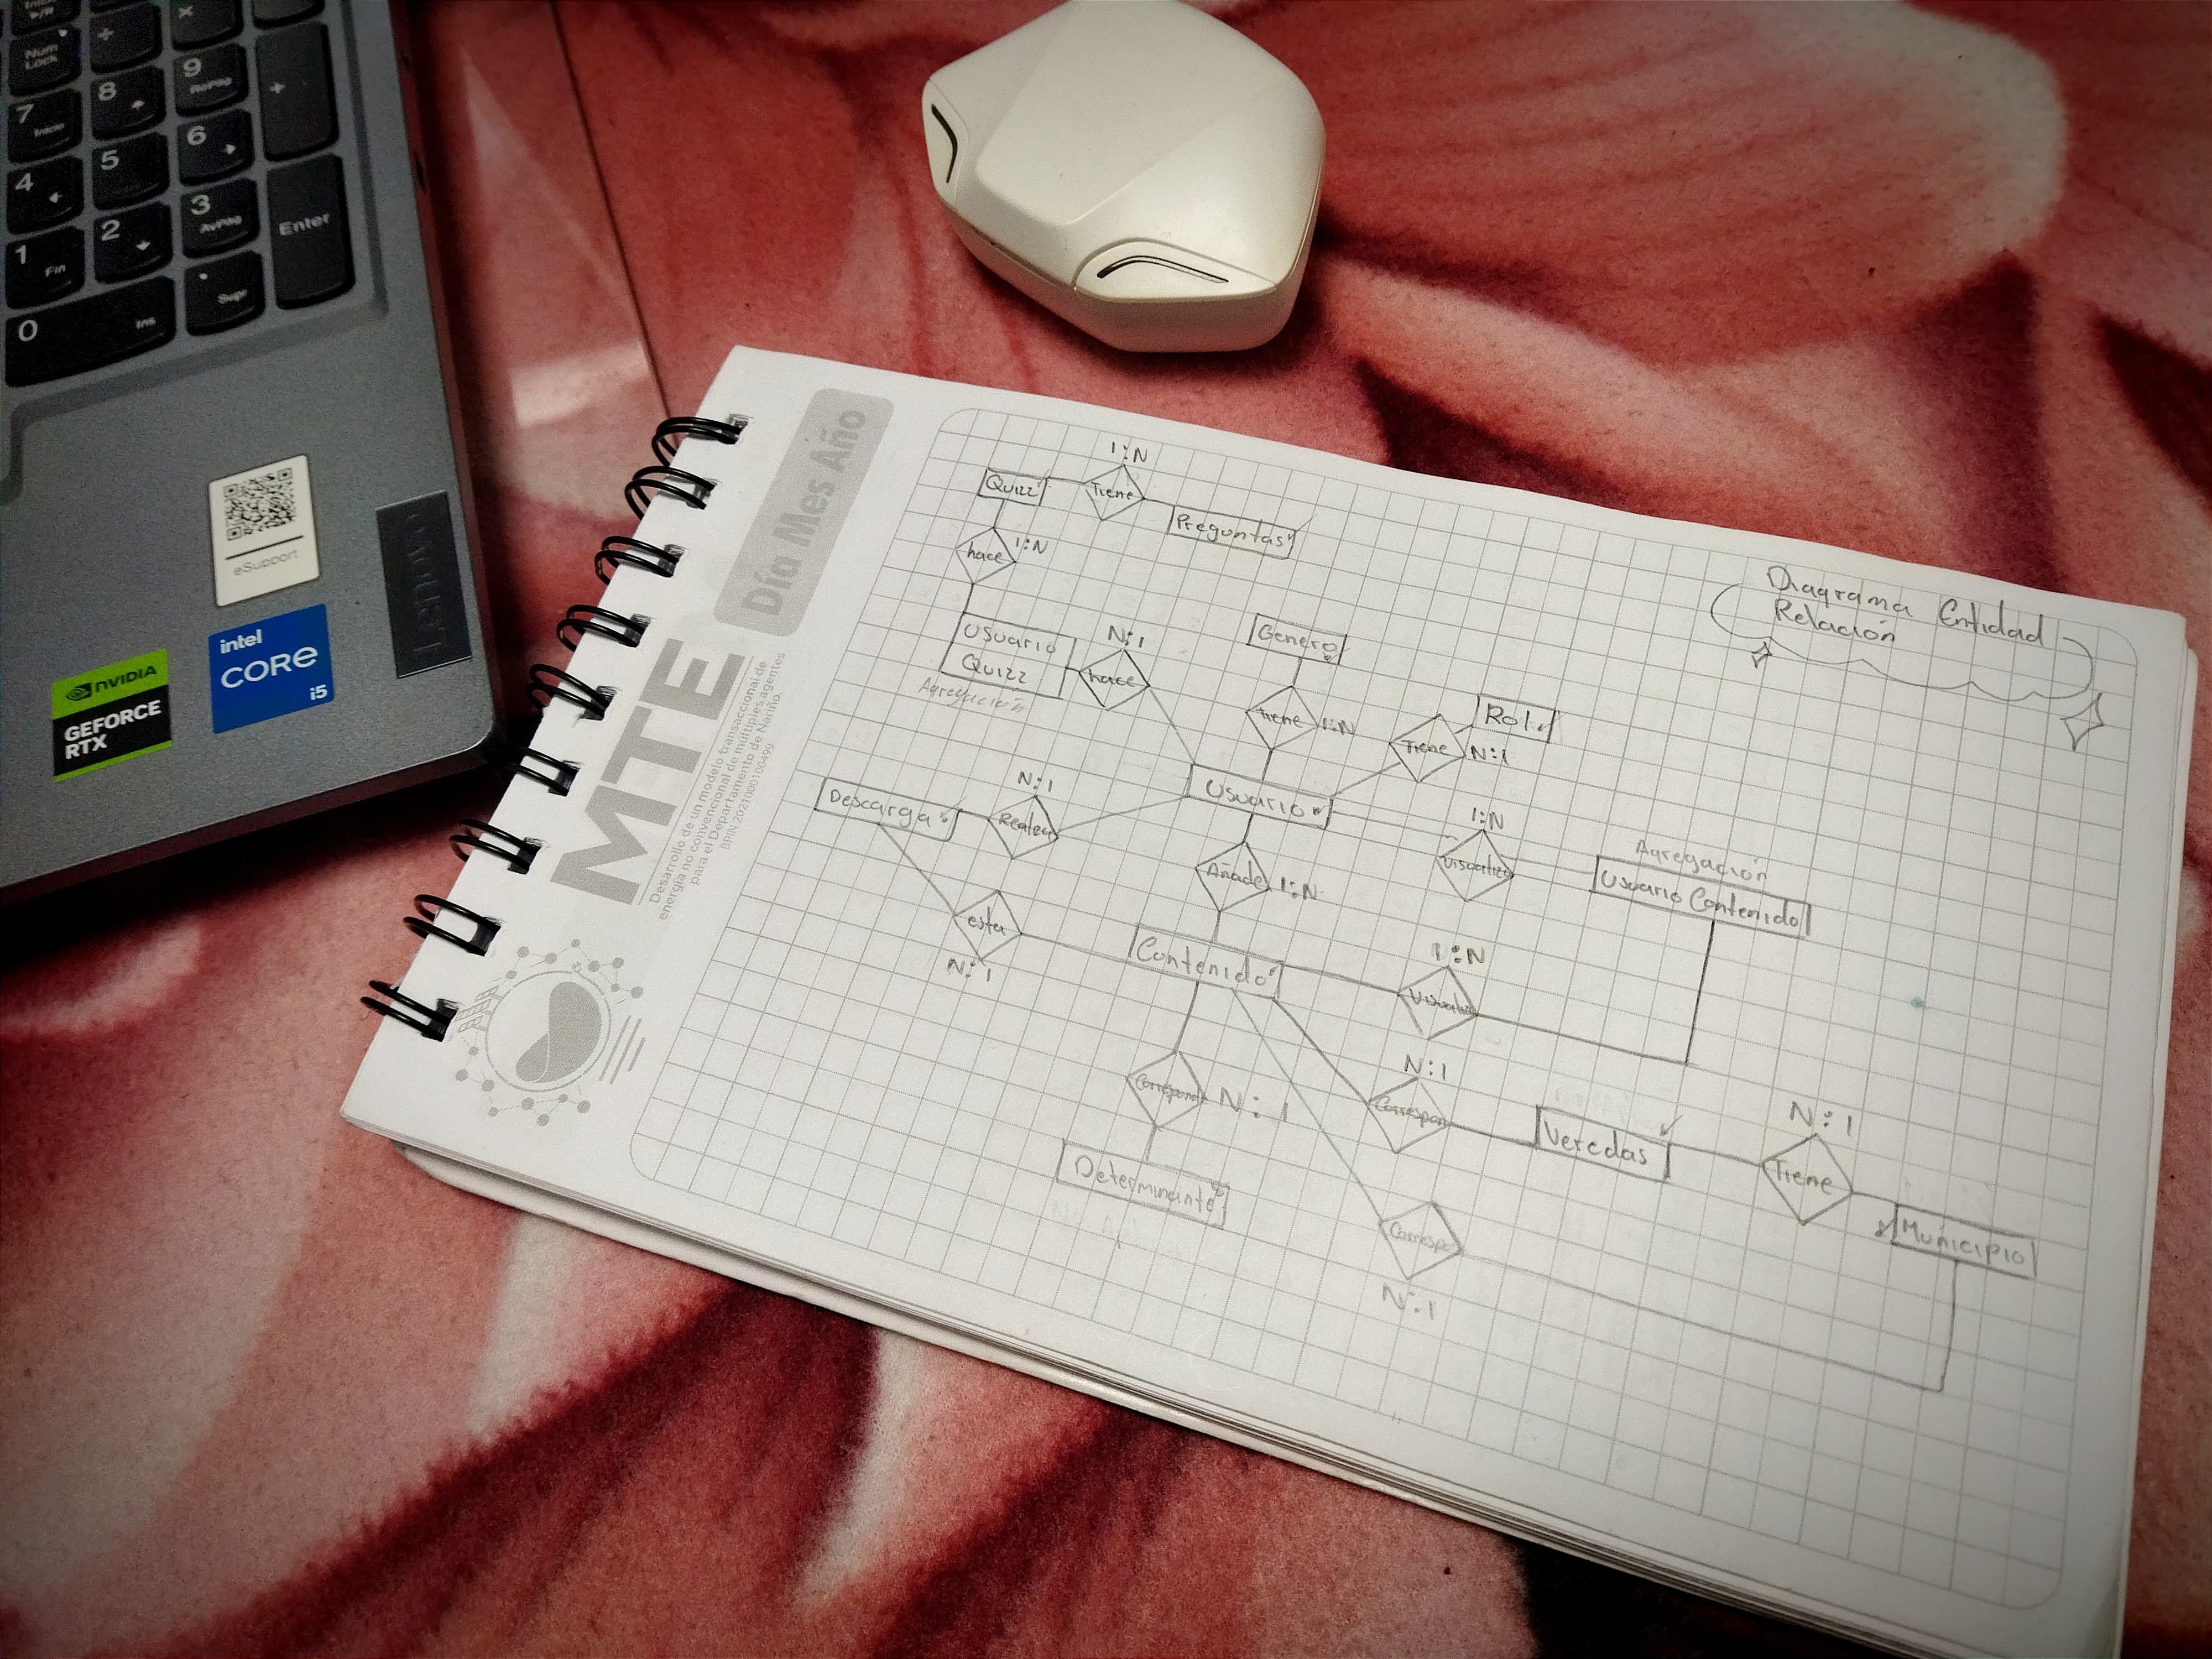 Num
Lock
7
Inicio
8
9
RePág
+
4
5
6
1
Fin
2
3
AvPág
Enter
0
Ins
Supr
eSupport
Lenovo
intel
CORE
i5
NVIDIA
GEFORCE
RTX
Día Mes Año
MTE
Desarrollo de un modelo transaccional de
energía no convencional de múltiples agentes
para el Departamento de Nariño.
BPIN 2021000100499
Diagrama Entidad
Relación
1:N
Quizz
Tiene
Preguntas
hace
1:N
Usuario
Quizz
Agregación
N:1
hace
Genero
tiene
1:N
Rol
Tiene
N:1
Descarga
N:1
Realiza
Usuario
1:N
Visualiza
Agregación
Usuario Contenido
Añade
1:N
esta
N:1
Contenido
1:N
Visualiza
N:1
Correspon
Veredas
N:1
Tiene
Municipio
N:1
Determinante
Correspo
N:1